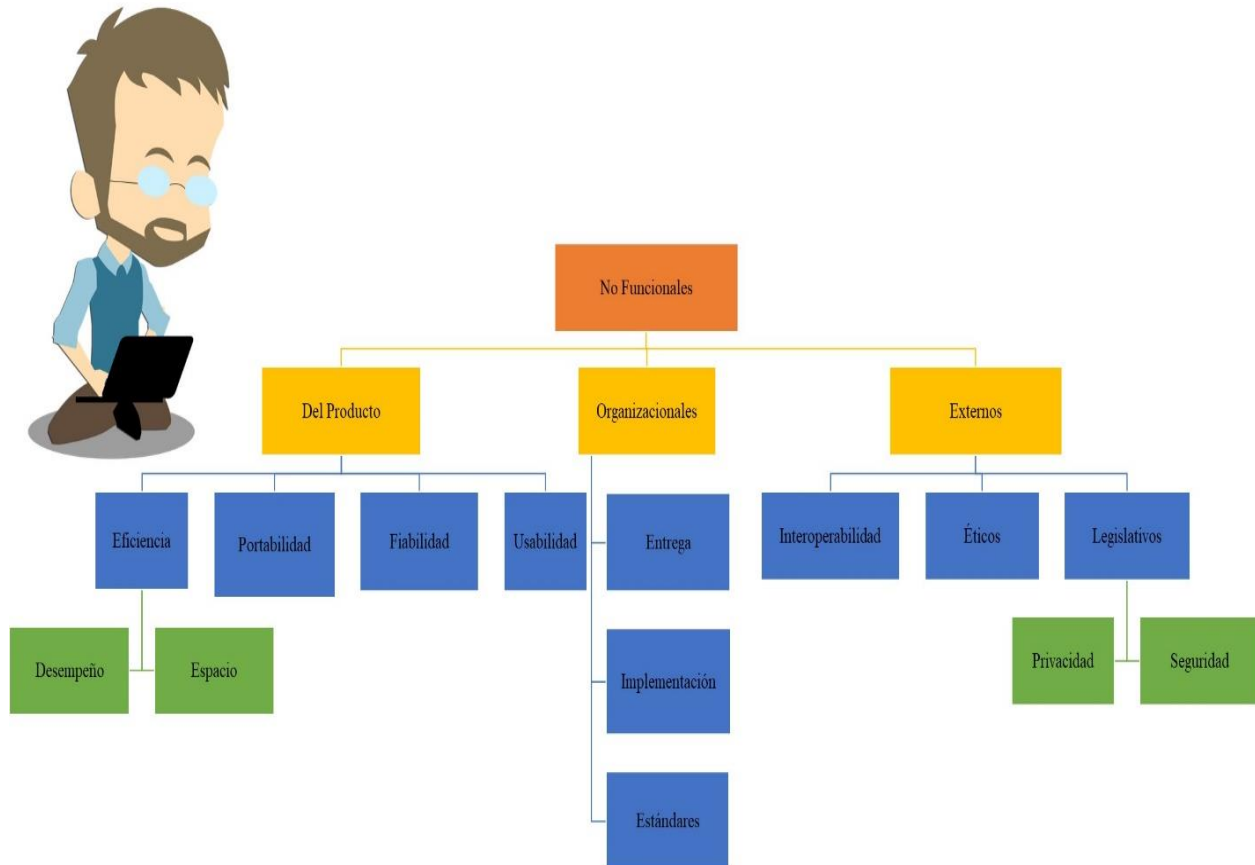 No Funcionales
Del Producto
Organizacionales
Externos
Eficiencia
Portabilidad
Fiabilidad
Usabilidad
Entrega
Interoperabilidad
Éticos
Legislativos
Desempeño
Espacio
Implementación
Privacidad
Seguridad
Estándares